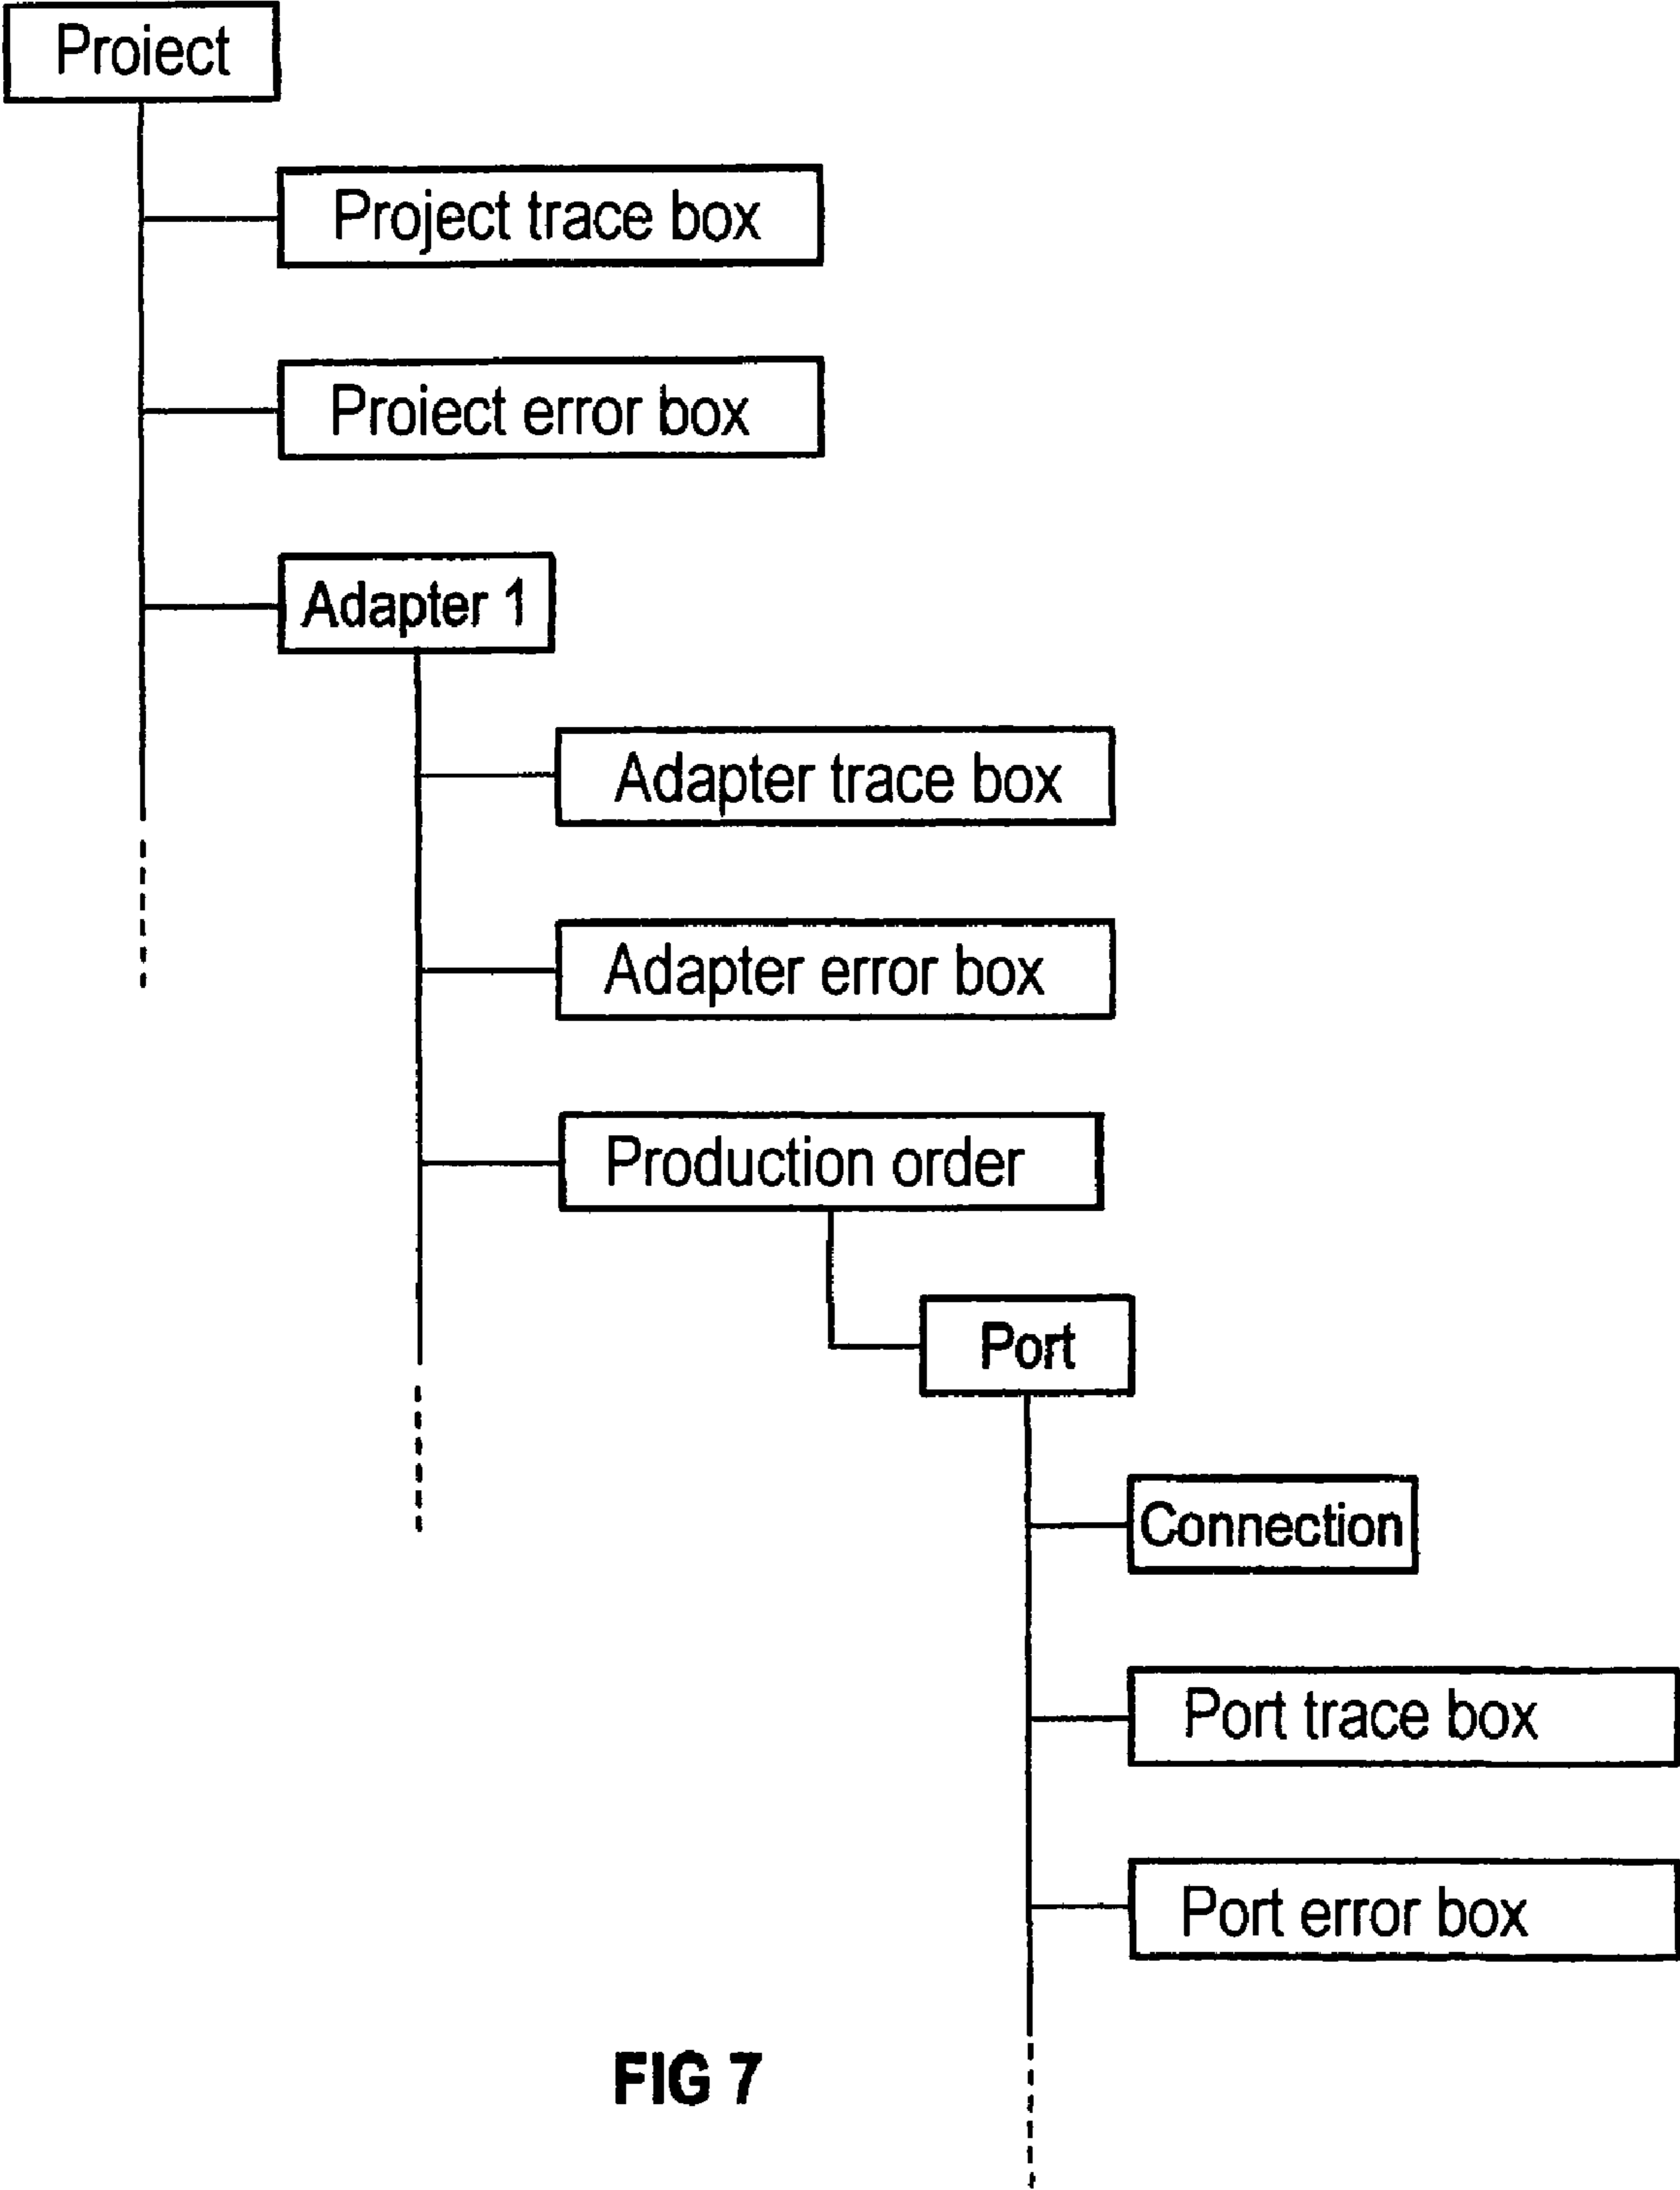 Proiect
Project trace box
Proiect error box
Adapter 1
Adapter trace box
Adapter error box
Production order
Port
Connection
Port trace box
Port error box
FIG 7